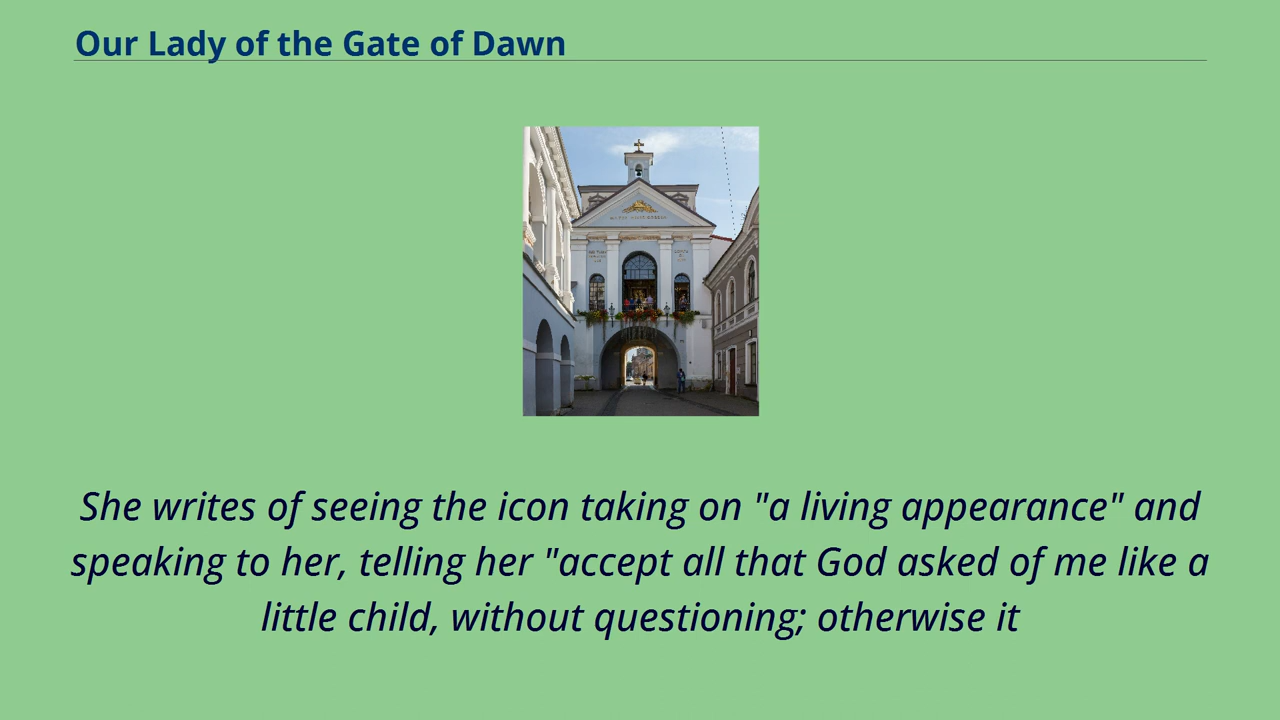 Our Lady of the Gate of Dawn
She writes of seeing the icon taking on "a living appearance" and
speaking to her, telling her "accept all that God asked of me like a
little child, without questioning; otherwise it